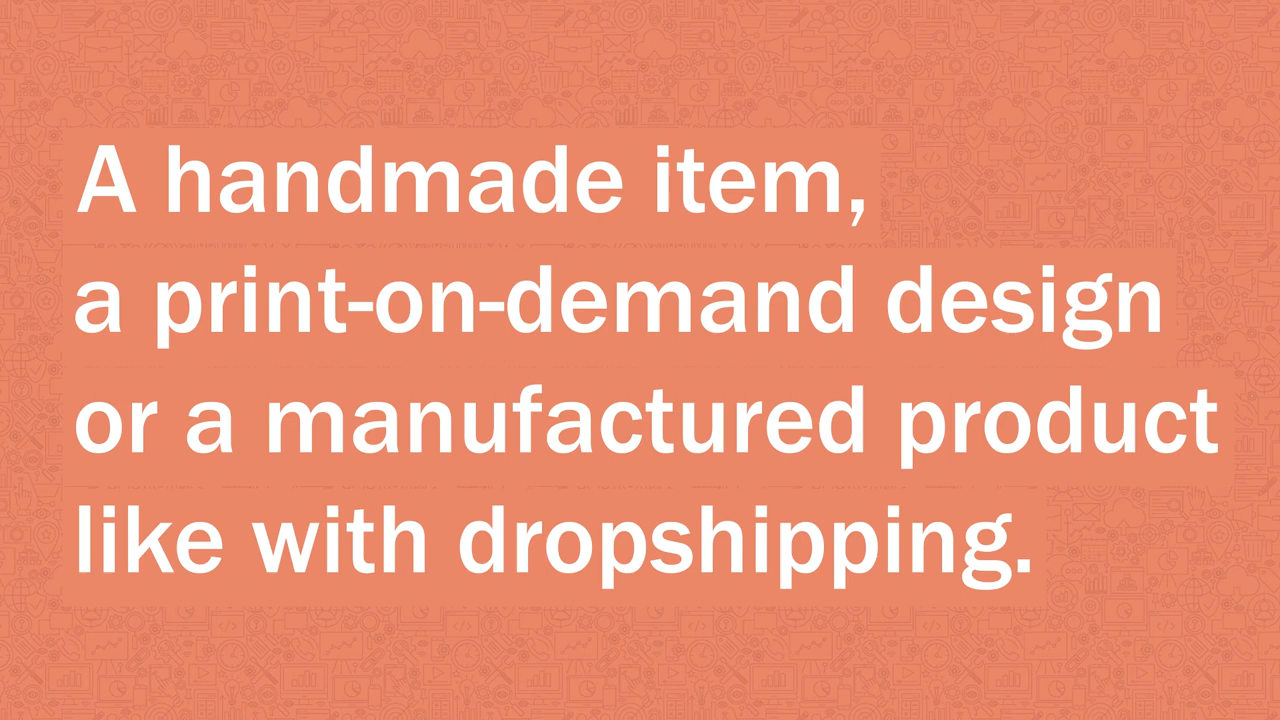 A handmade item,
a print-on-demand design
or a manufactured product
like with dropshipping.